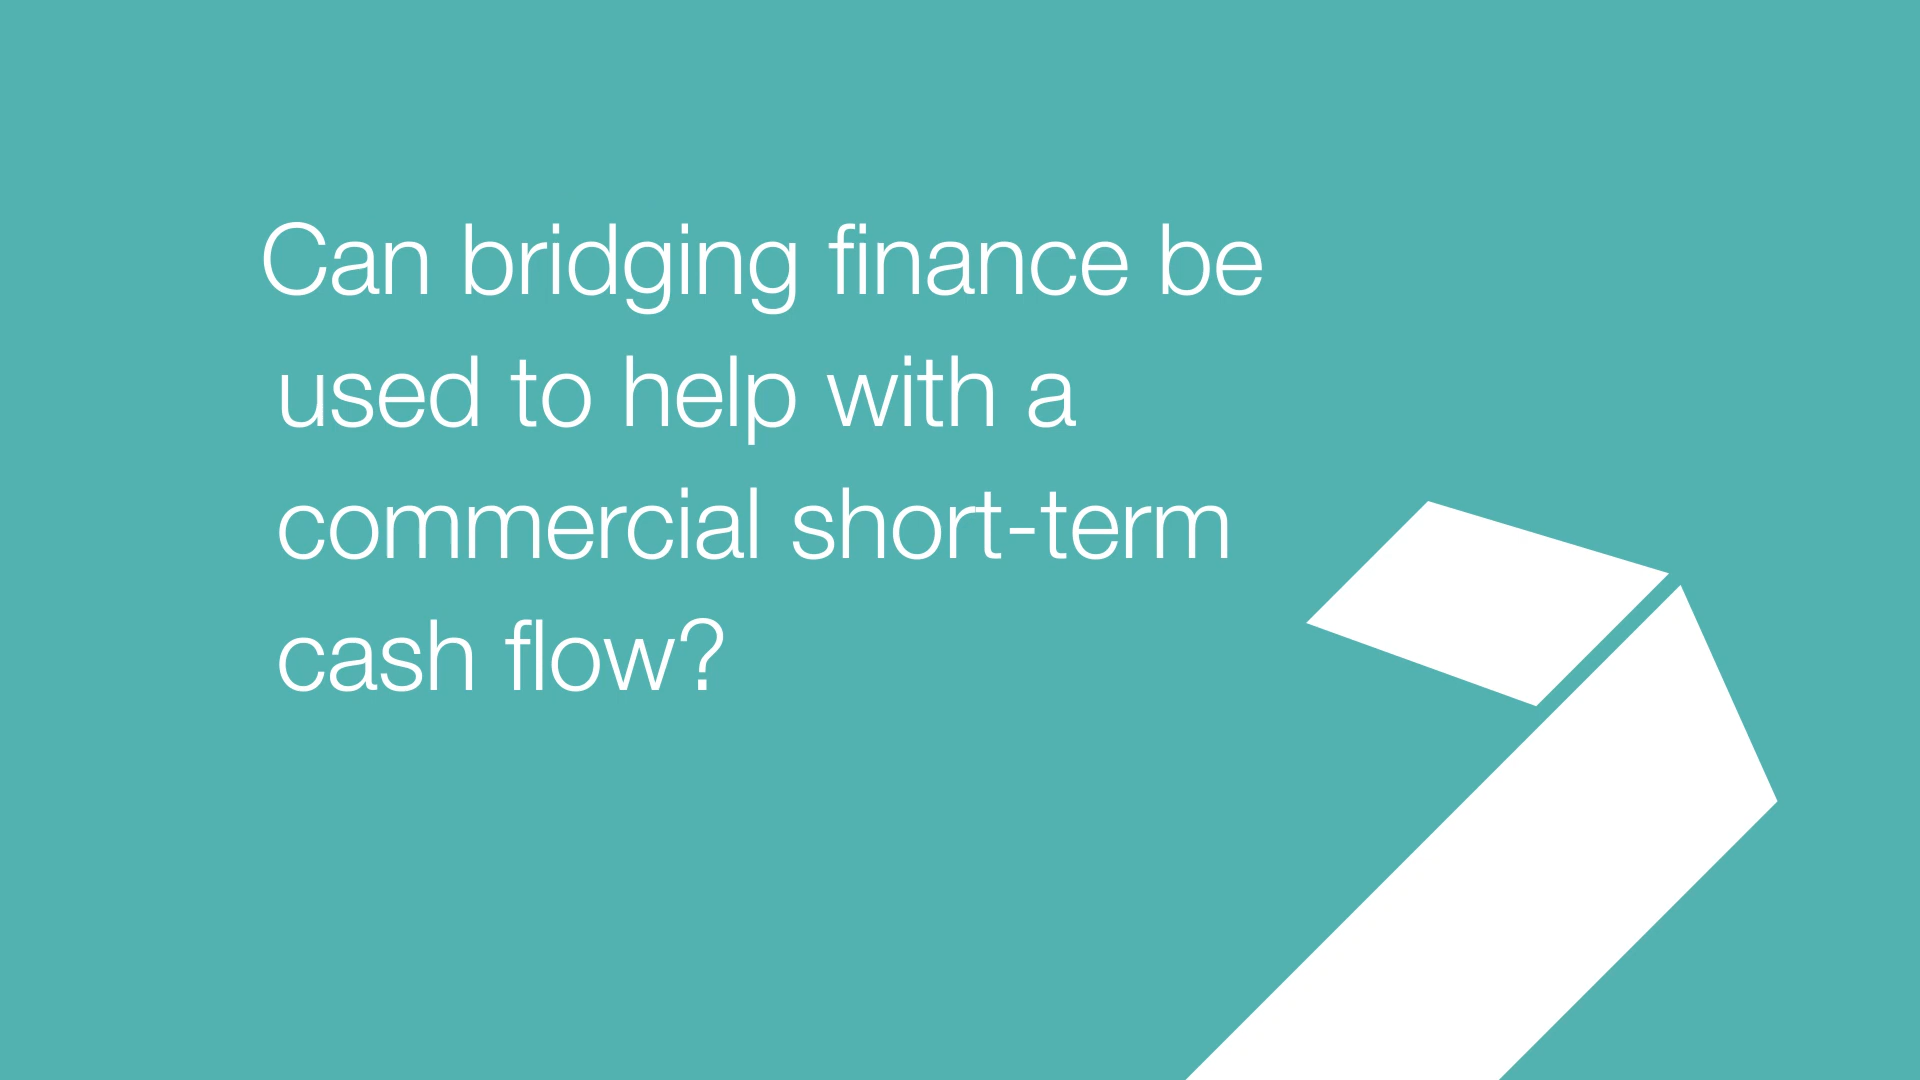 Can bridging finance be
used to help with a
commercial short-term
cash flow?